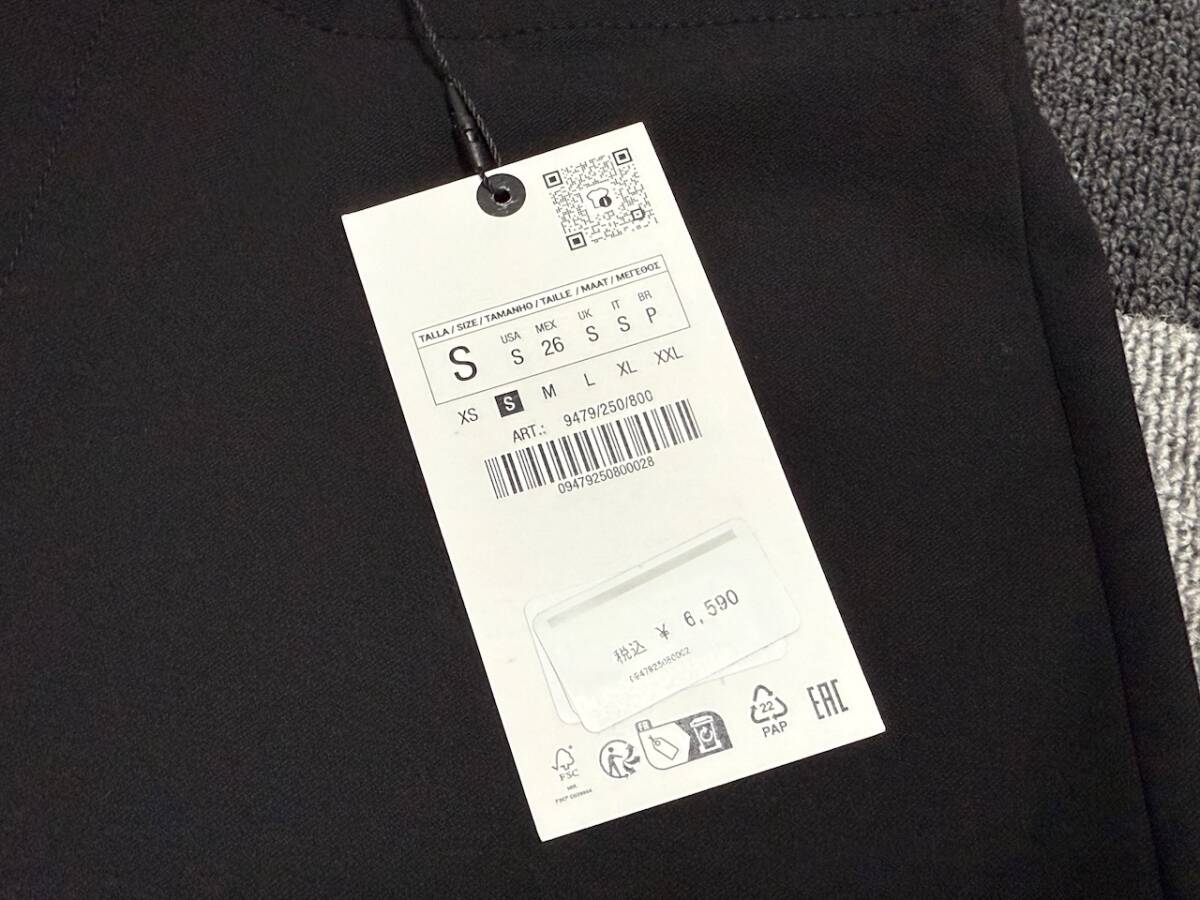 TALLA / SIZE / TAMANHO / TAILLE / MAAT / ΜΕΓΕΘΟΣ
USA MEX UK IT BR
S S 26 S S P
XS S M L XL XXL
ART.: 9479/250/800
09479250800028
税込 ¥ 6,590
FR
22
PAP
EAC
FSC